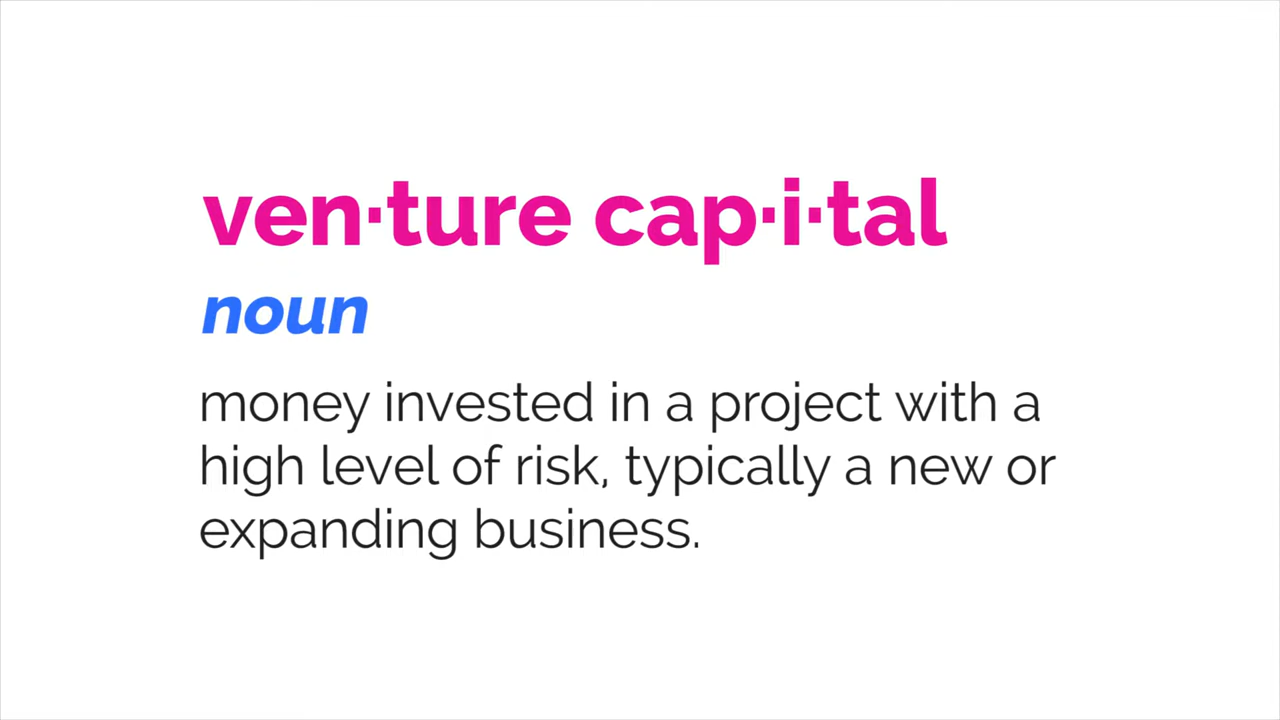 ven·ture cap·i·tal
noun
money invested in a project with a
high level of risk, typically a new or
expanding business.